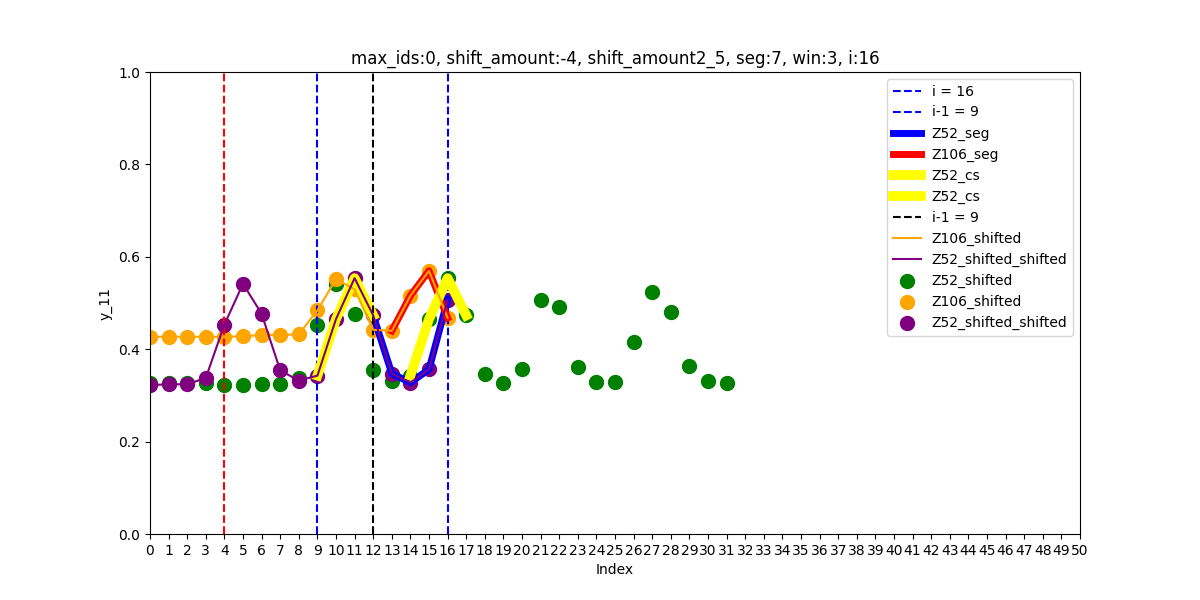 max_ids:0, shift_amount:-4, shift_amount2_5, seg:7, win:3, i:16
1.0
0.8
0.6
0.4
0.2
0.0
y_11
i = 16
i-1 = 9
Z52_seg
Z106_seg
Z52_cs
Z52_cs
i-1 = 9
Z106_shifted
Z52_shifted_shifted
Z52_shifted
Z106_shifted
Z52_shifted_shifted
0 1 2 3 4 5 6 7 8 9 10 11 12 13 14 15 16 17 18 19 20 21 22 23 24 25 26 27 28 29 30 31 32 33 34 35 36 37 38 39 40 41 42 43 44 45 46 47 48 49 50
Index